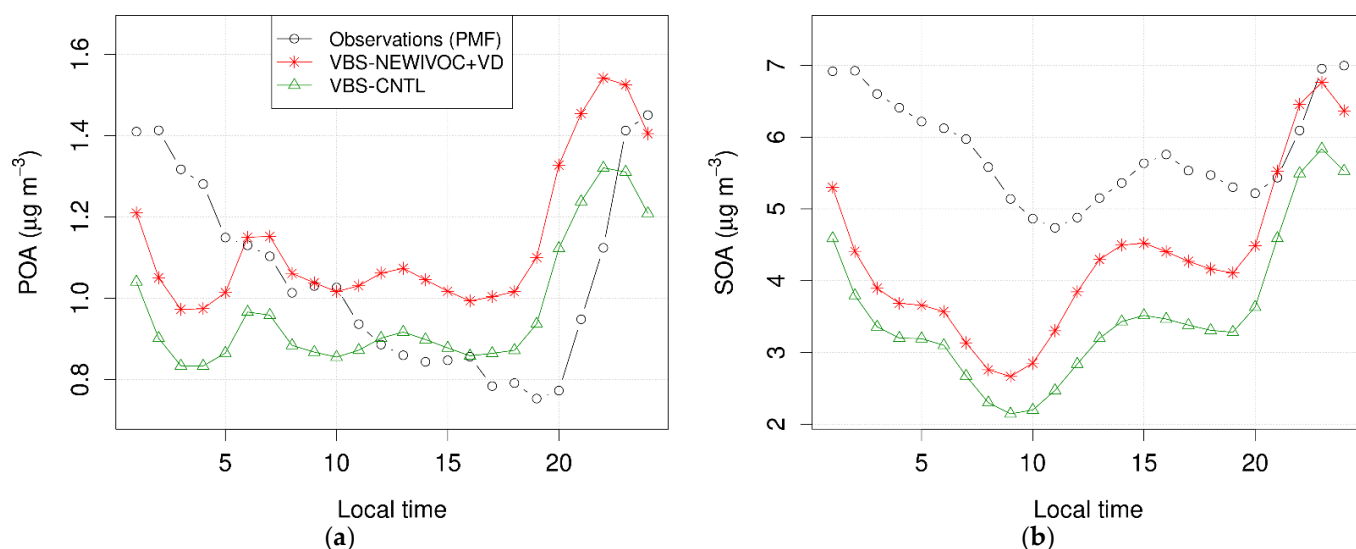 POA (µg m−3)
0.8 1.0 1.2 1.4 1.6
Observations (PMF)
VBS-NEWIVOC+VD
VBS-CNTL
5 10 15 20
Local time
(a)
SOA (µg m−3)
2 3 4 5 6 7
5 10 15 20
Local time
(b)